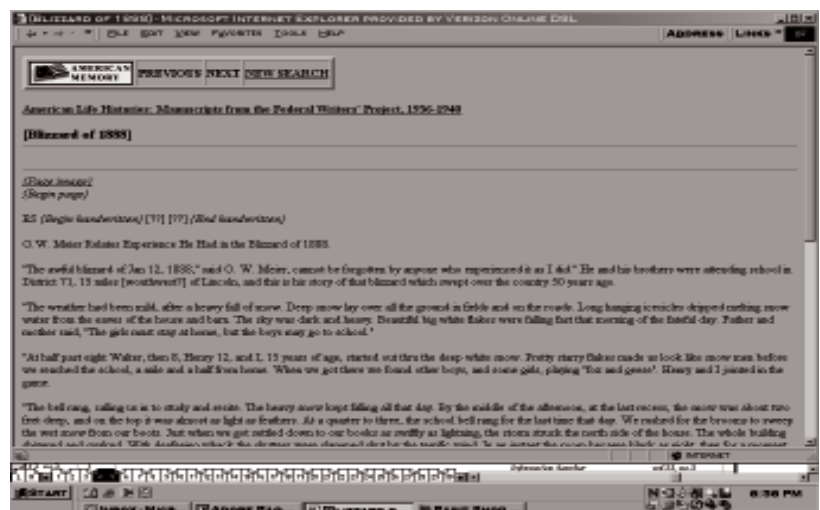 [BLIZZARD OF 1888] - MICROSOFT INTERNET EXPLORER PROVIDED BY VERIZON ONLINE DSL
FILE EDIT VIEW FAVORITES TOOLS HELP ADDRESS LINKS
AMERICAN MEMORY PREVIOUS NEXT NEW SEARCH
American Life Histories: Manuscripts from the Federal Writers' Project, 1936-1940
[Blizzard of 1888]
[Page image]
{Begin page}
{Begin handwritten} [??] [??] {End handwritten}
O. W. Meier Relates Experience He Had in the Blizzard of 1888.
"The awful blizzard of Jan 12, 1888," said O. W. Meier, cannot be forgotten by anyone who experienced it as I did." He and his brothers were attending school in
District 71, 15 miles [southwest?] of Lincoln, and this is his story of that blizzard which swept over the country 50 years ago.
"The weather had been mild, after a heavy fall of snow. Deep snow lay over all the ground in fields and on the roads. Long hanging icicles dripped melting snow
water from the eaves of the house and barn. The sky was dark and heavy. Beautiful big white flakes were falling fast that morning of the fateful day. Father and
mother said, "The girls must stay at home, but the boys may go to school."
"At half past eight Walter, then 8, Henry 12, and I, 15 years of age, started out thru the deep white snow. Pretty starry flakes made us look like snow men before
we reached the school, a mile and a half from home. When we got there we found other boys, and some girls, playing "fox and geese". Henry and I jointed in the
game.
"The bell rang, calling us in to study and recite. The heavy snow kept falling all that day. By the middle of the afternoon, at the last recess, the snow was about two
feet deep, and on the top it was almost as light as feathers. At a quarter to three, the school bell rang for the last time that day. We rushed for the brooms to sweep
the wet snow from our boots. Just when we got settled down to our books as swiftly as lightning, the storm struck the north side of the house. The whole building
INTERNET
START 8:38 PM